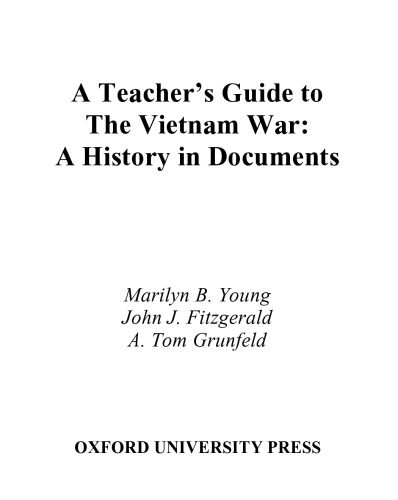 A Teacher's Guide to
The Vietnam War:
A History in Documents
Marilyn B. Young
John J. Fitzgerald
A. Tom Grunfeld
OXFORD UNIVERSITY PRESS